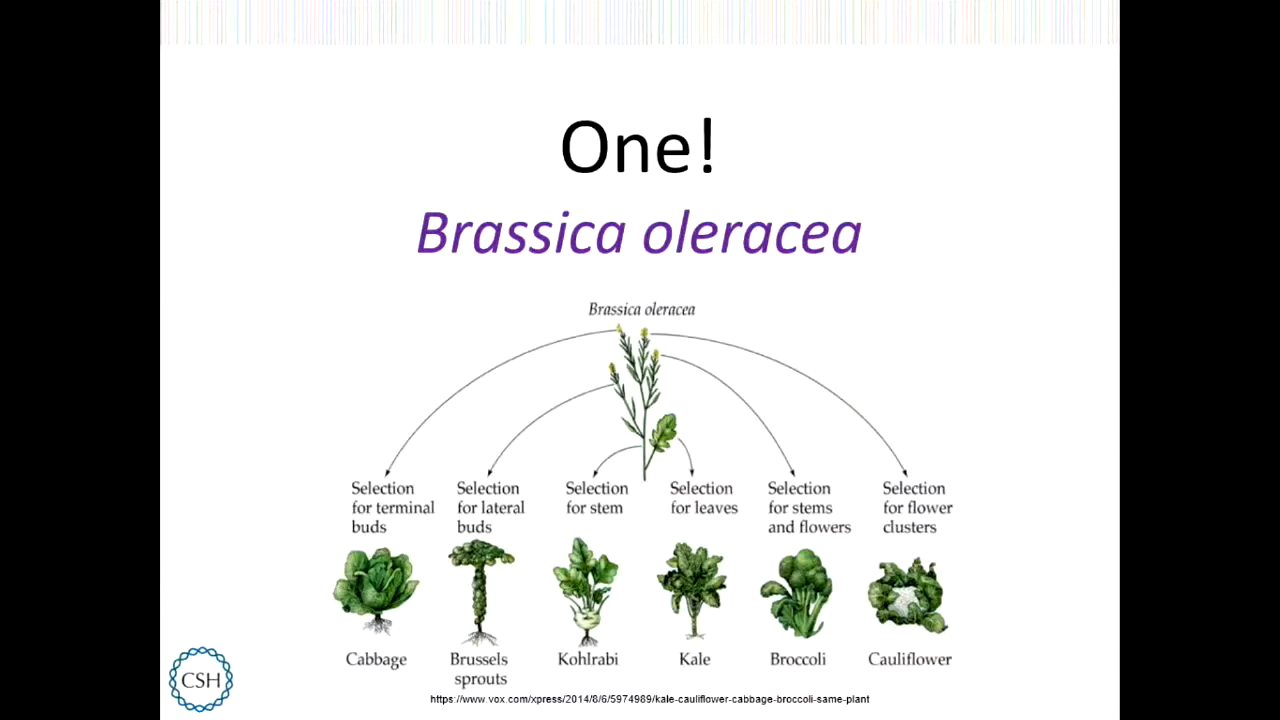 One!
Brassica oleracea
Brassica oleracea
Selection
for terminal
buds
Selection
for lateral
buds
Selection
for stem
Selection
for leaves
Selection
for stems
and flowers
Selection
for flower
clusters
Cabbage
Brussels
sprouts
Kohlrabi
Kale
Broccoli
Cauliflower
CSH
https://www.vox.com/xpress/2014/8/6/5974989/kale-cauliflower-cabbage-broccoli-same-plant